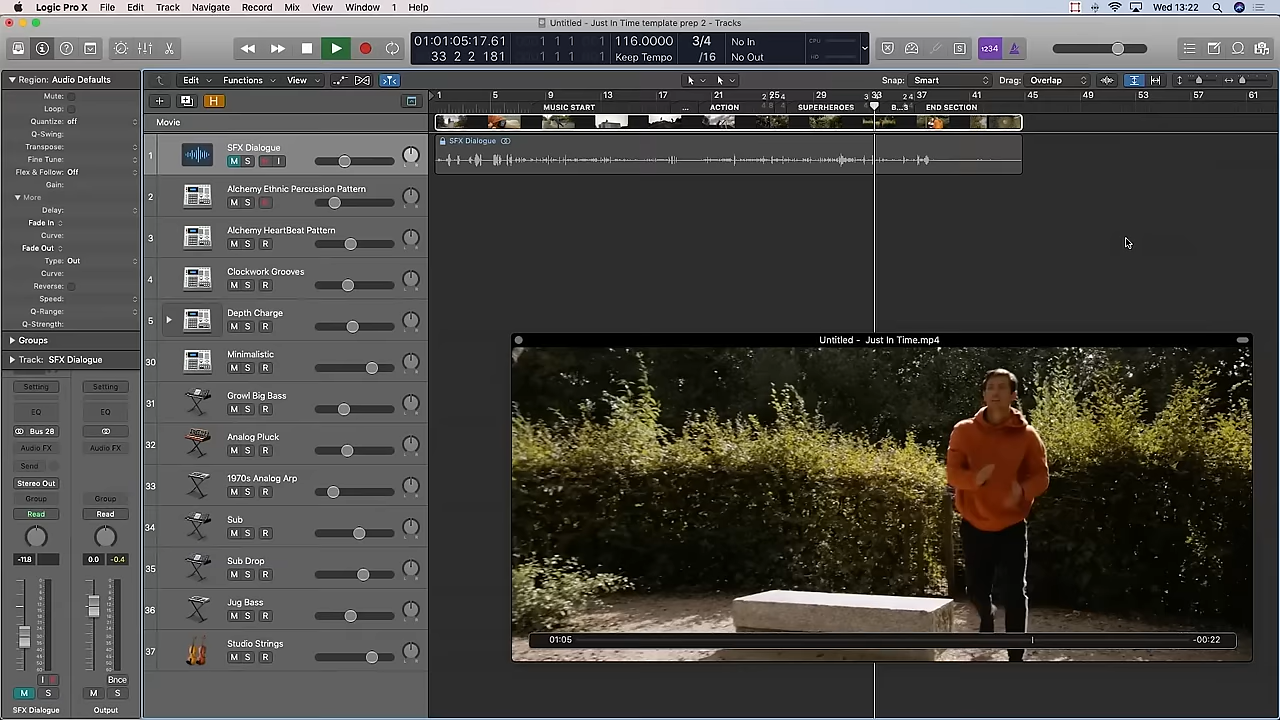 Logic Pro X File Edit Track Navigate Record Mix View Window 1 Help Wed 13:22
Untitled - Just In Time template prep 2 - Tracks
01:01:05:17.61 1 1 1 116.0000 3/4 No In CPU
33 2 2 181 1 1 1 Keep Tempo /16 No Out HD
1234
Region: Audio Defaults
Edit Functions View Snap: Smart Drag: Overlap
Mute:
Loop:
Quantize: off
Q-Swing:
Transpose:
Fine Tune:
Flex & Follow: Off
Gain:
More
Delay:
Fade In
Curve:
Fade Out
Type: Out
Curve:
Reverse:
Speed:
Q-Range:
Q-Strength:
Groups
Track: SFX Dialogue
Setting Setting
EQ EQ
Bus 28
Audio FX Audio FX
Send
Stereo Out
Group Group
Read Read
-11.8 0.0 -0.4
I R Bnce
M S M S
SFX Dialogue Output
H
Movie
1 SFX Dialogue
M S R I
2 Alchemy Ethnic Percussion Pattern
M S R
3 Alchemy HeartBeat Pattern
M S R
4 Clockwork Grooves
M S R
5 Depth Charge
M S R
30 Minimalistic
M S R
31 Growl Big Bass
M S R
32 Analog Pluck
M S R
33 1970s Analog Arp
M S R
34 Sub
M S R
35 Sub Drop
M S R
36 Jug Bass
M S R
37 Studio Strings
M S R
1 5 9 13 17 21 25 29 33 37 41 45 49 53 57 61
MUSIC START ... ACTION SUPERHEROES B...3 END SECTION
SFX Dialogue
Untitled - Just In Time.mp4
01:05 -00:22